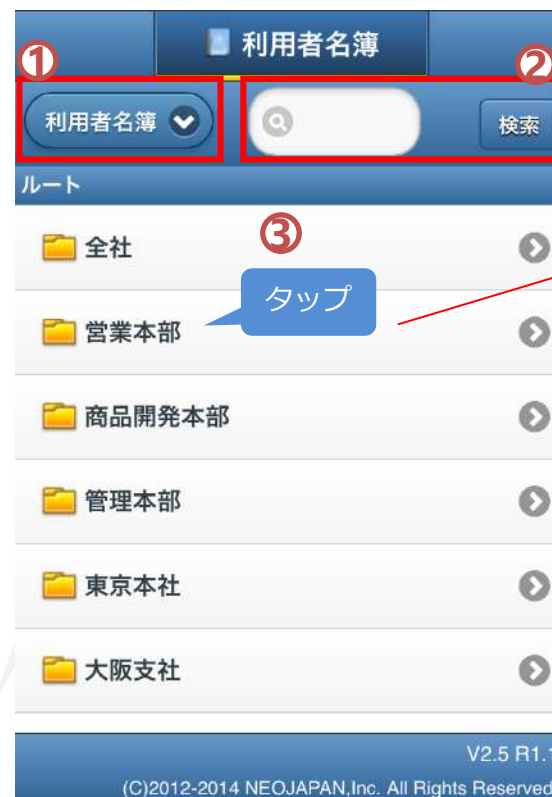 利用者名簿
①
②
利用者名簿
検索
ルート
全社
③
タップ
営業本部
商品開発本部
管理本部
東京本社
大阪支社
V2.5 R1.1
(C)2012-2014 NEOJAPAN,Inc. All Rights Reserved